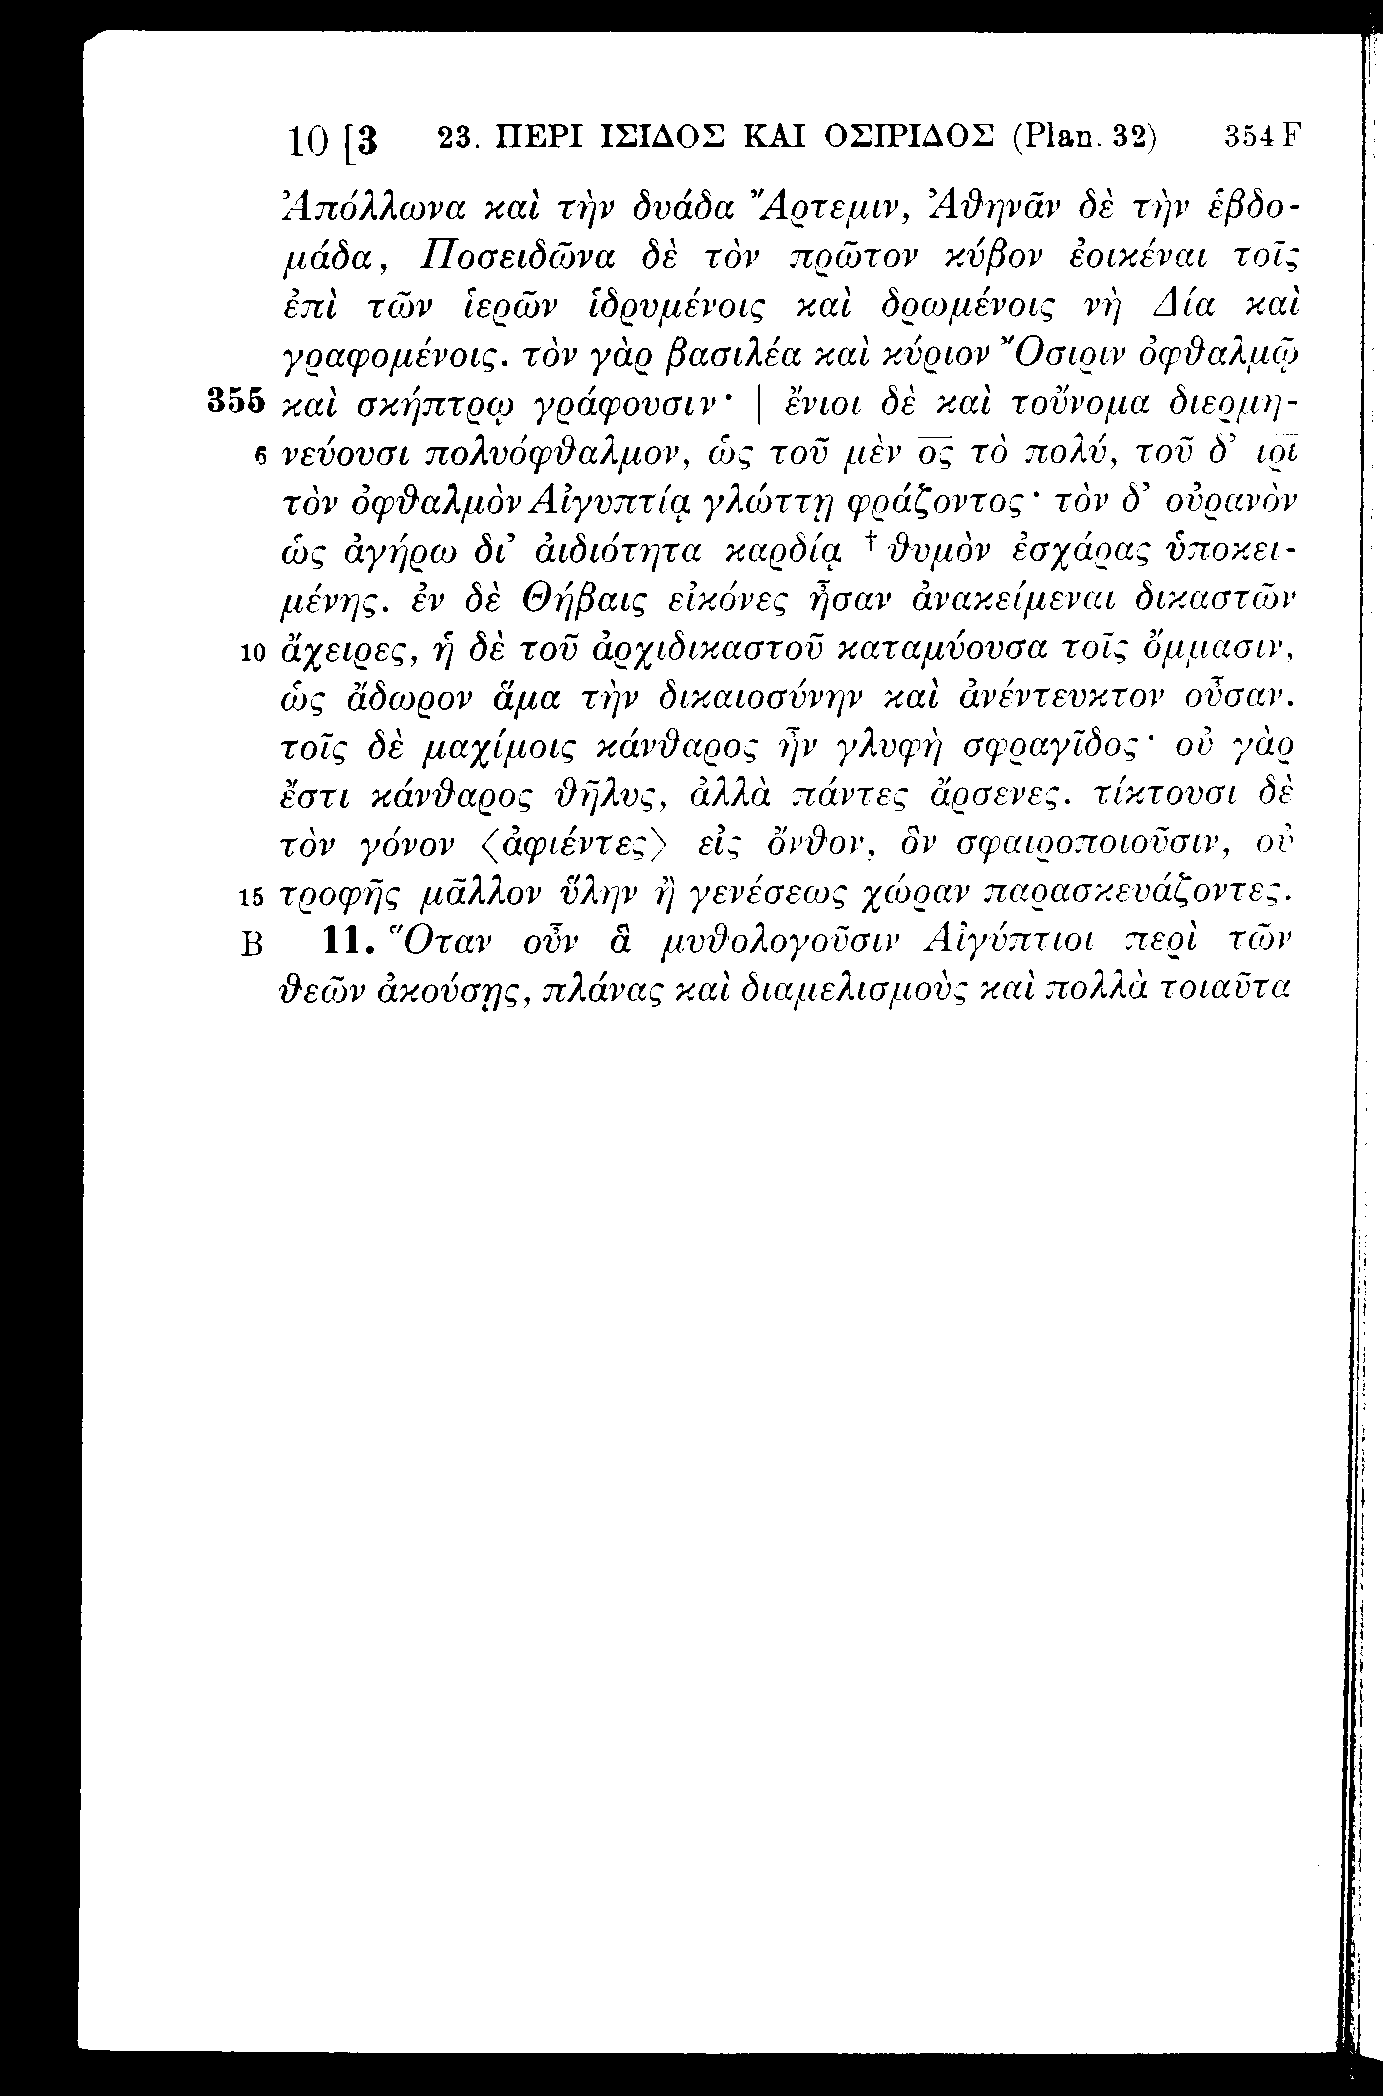 10 [3 23. ΠΕΡΙ ΙΣΙΔΟΣ ΚΑΙ ΟΣΙΡΙΔΟΣ (Plan. 32) 354 F
Ἀπόλλωνα καὶ τὴν δυάδα Ἄρτεμιν, Ἀθηνᾶν δὲ τὴν ἑβδο-
μάδα, Ποσειδῶνα δὲ τὸν πρῶτον κύβον ἐοικέναι τοῖς
ἐπὶ τῶν ἱερῶν ἱδρυμένοις καὶ δρωμένοις νὴ Δία καὶ
γραφομένοις. τὸν γὰρ βασιλέα καὶ κύριον Ὄσιριν ὀφθαλμῷ
355 καὶ σκήπτρῳ γράφουσιν· | ἔνιοι δὲ καὶ τοὔνομα διερμη-
6 νεύουσι πολυόφθαλμον, ὡς τοῦ μὲν ο̅ς̅ τὸ πολύ, τοῦ δ’ ι̅ρ̅ι̅
τὸν ὀφθαλμὸν Αἰγυπτίᾳ γλώττῃ φράζοντος· τὸν δ’ οὐρανὸν
ὡς ἀγήρω δι’ ἀιδιότητα καρδίᾳ † θυμὸν ἐσχάρας ὑποκει-
μένης. ἐν δὲ Θήβαις εἰκόνες ἦσαν ἀνακείμεναι δικαστῶν
10 ἄχειρες, ἡ δὲ τοῦ ἀρχιδικαστοῦ καταμύουσα τοῖς ὄμμασιν,
ὡς ἄδωρον ἅμα τὴν δικαιοσύνην καὶ ἀνέντευκτον οὖσαν.
τοῖς δὲ μαχίμοις κάνθαρος ἦν γλυφὴ σφραγῖδος· οὐ γὰρ
ἔστι κάνθαρος θῆλυς, ἀλλὰ πάντες ἄρσενες. τίκτουσι δὲ
τὸν γόνον ⟨ἀφιέντες⟩ εἰς ὄνθον, ὃν σφαιροποιοῦσιν, οὐ
15 τροφῆς μᾶλλον ὕλην ἢ γενέσεως χώραν παρασκευάζοντες.
B 11. Ὅταν οὖν ἃ μυθολογοῦσιν Αἰγύπτιοι περὶ τῶν
θεῶν ἀκούσῃς, πλάνας καὶ διαμελισμοὺς καὶ πολλὰ τοιαῦτα